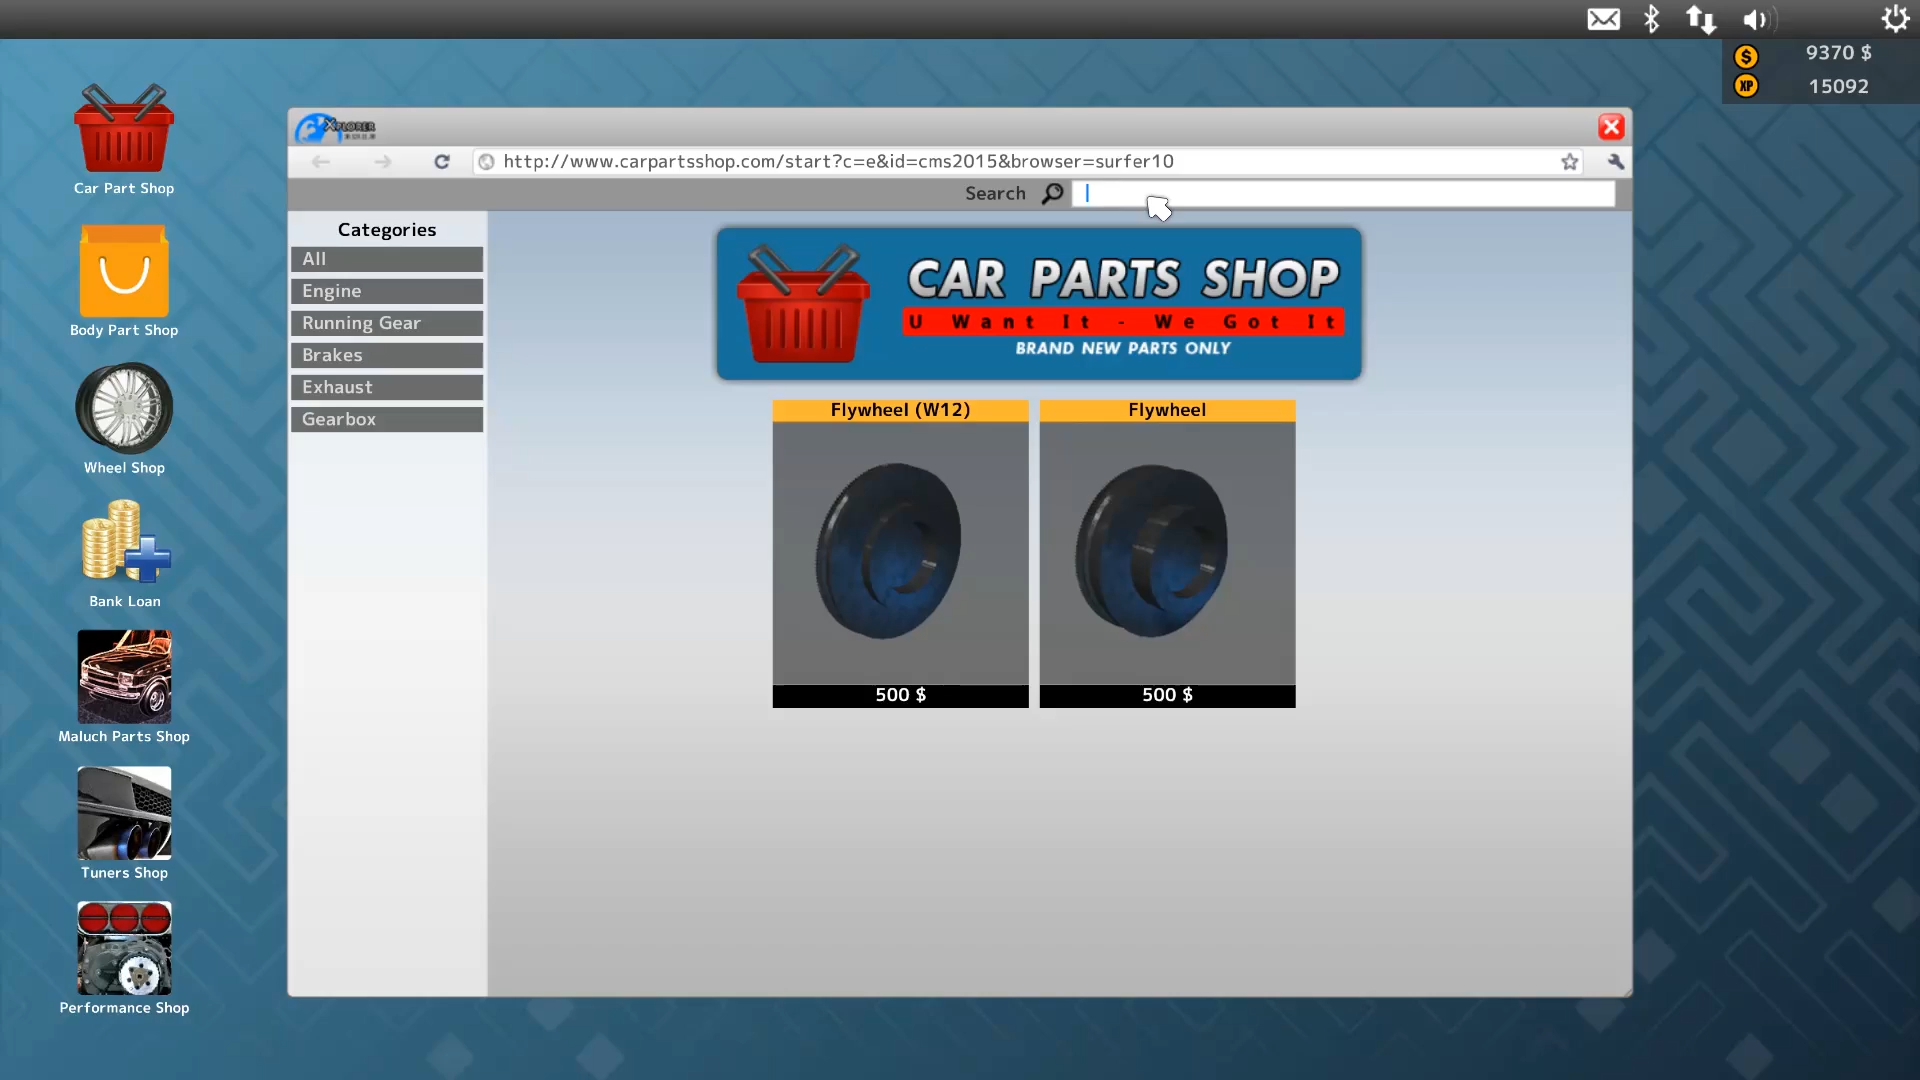 9370 $
XP
15092
Car Part Shop
Body Part Shop
Wheel Shop
Bank Loan
Maluch Parts Shop
Tuners Shop
Performance Shop
XPLORER
http://www.carpartsshop.com/start?c=e&id=cms2015&browser=surfer10
Search
Categories
All
Engine
Running Gear
Brakes
Exhaust
Gearbox
CAR PARTS SHOP
U Want It - We Got It
BRAND NEW PARTS ONLY
Flywheel (W12)
500 $
Flywheel
500 $